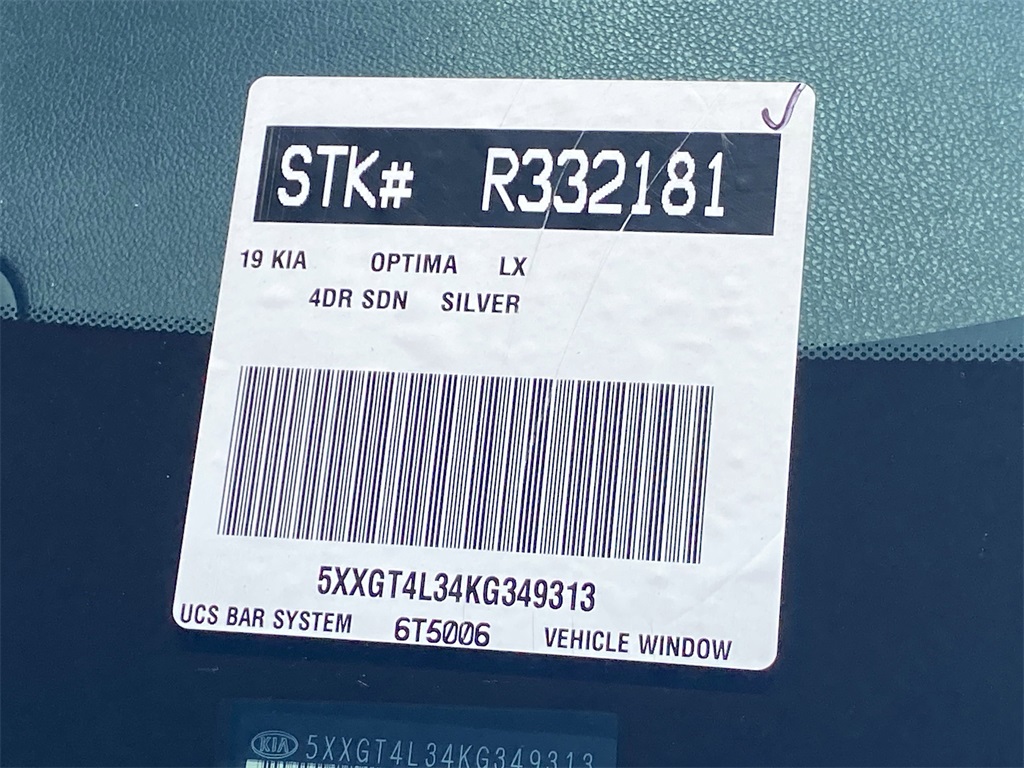 STK# R332181
19 KIA OPTIMA LX
4DR SDN SILVER
5XXGT4L34KG349313
UCS BAR SYSTEM 6T5006 VEHICLE WINDOW
KIA 5XXGT4L34KG349313